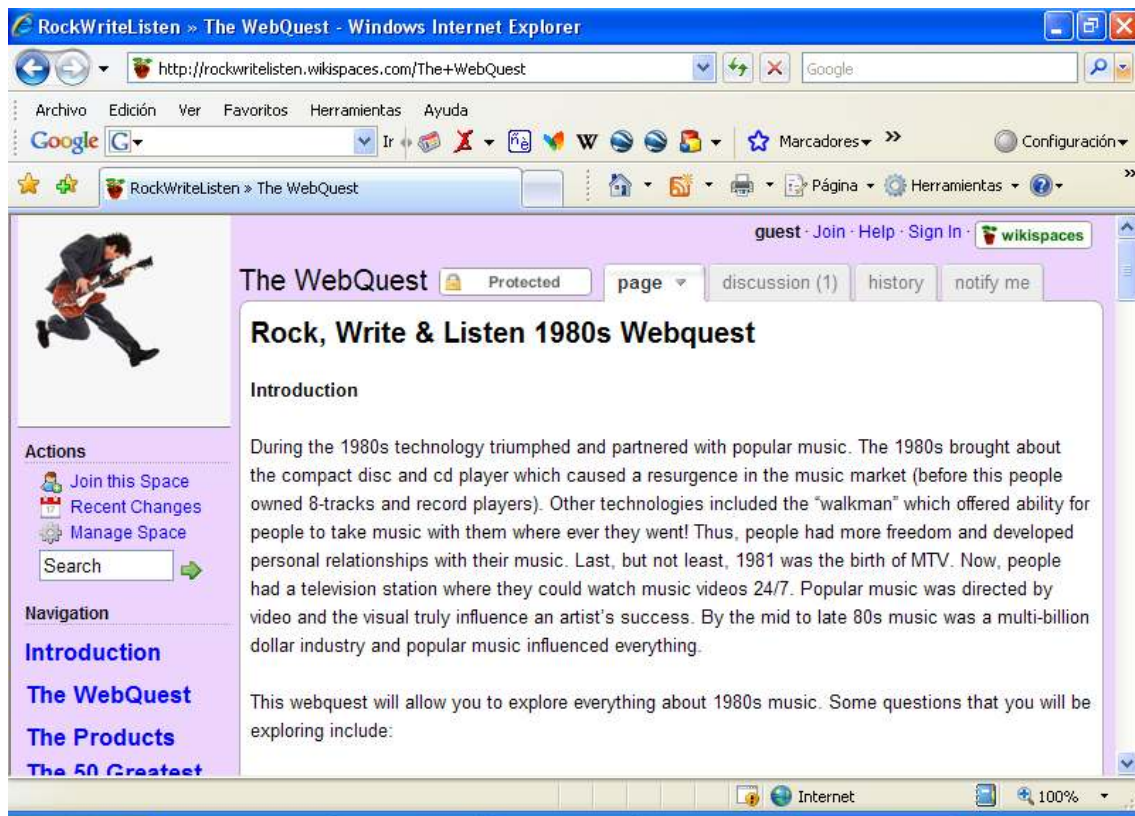 RockWriteListen » The WebQuest - Windows Internet Explorer
http://rockwritelisten.wikispaces.com/The+WebQuest
Google
Archivo Edición Ver Favoritos Herramientas Ayuda
Google G Ir W Marcadores » Configuración
RockWriteListen » The WebQuest Página Herramientas »
guest · Join · Help · Sign In · wikispaces
The WebQuest Protected page discussion (1) history notify me
Rock, Write & Listen 1980s Webquest
Introduction
During the 1980s technology triumphed and partnered with popular music. The 1980s brought about
the compact disc and cd player which caused a resurgence in the music market (before this people
owned 8-tracks and record players). Other technologies included the “walkman” which offered ability for
people to take music with them where ever they went! Thus, people had more freedom and developed
personal relationships with their music. Last, but not least, 1981 was the birth of MTV. Now, people
had a television station where they could watch music videos 24/7. Popular music was directed by
video and the visual truly influence an artist’s success. By the mid to late 80s music was a multi-billion
dollar industry and popular music influenced everything.
This webquest will allow you to explore everything about 1980s music. Some questions that you will be
exploring include:
Actions
Join this Space
Recent Changes
Manage Space
Search
Navigation
Introduction
The WebQuest
The Products
The 50 Greatest
Internet 100%